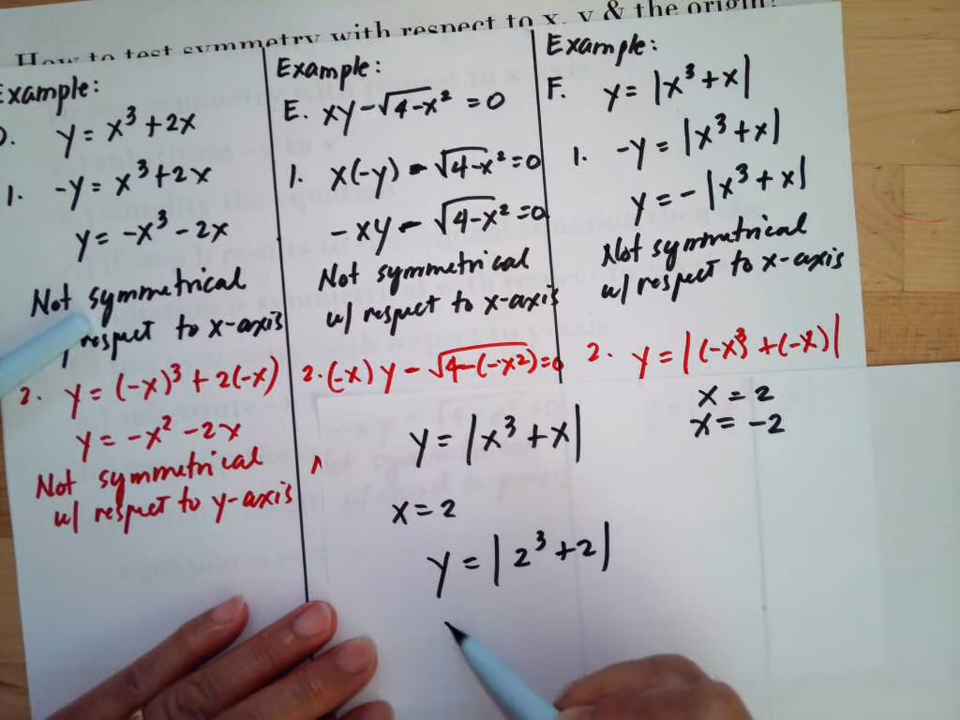 How to test symmetry with respect to x, y & the origin?
Example:
y = x³ + 2x
1. -y = x³ + 2x
y = -x³ - 2x
Not symmetrical
respect to x-axis
2. y = (-x)³ + 2(-x)
y = -x² - 2x
Not symmetrical
w/ respect to y-axis
Example:
E. xy - √4-x² = 0
1. x(-y) - √4-x² = 0
-xy - √4-x² = 0
Not symmetrical
w/ respect to x-axis
2. (-x) y - √4-(-x²) = 0
Example:
F. y = |x³ + x|
1. -y = |x³ + x|
y = - |x³ + x|
Not symmetrical
w/ respect to x-axis
2. y = |(-x)³ + (-x)|
x = 2
x = -2
y = |x³ + x|
x = 2
y = |2³ + 2|